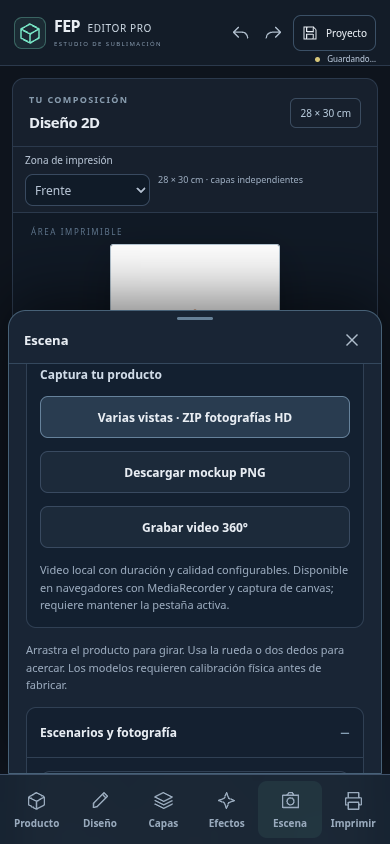 FEP EDITOR PRO
ESTUDIO DE SUBLIMACIÓN
Proyecto
Guardando…
TU COMPOSICIÓN
Diseño 2D
28 × 30 cm
Zona de impresión
Frente
28 × 30 cm · capas independientes
ÁREA IMPRIMIBLE
Escena
Captura tu producto
Varias vistas · ZIP fotografías HD
Descargar mockup PNG
Grabar video 360°
Video local con duración y calidad configurables. Disponible
en navegadores con MediaRecorder y captura de canvas;
requiere mantener la pestaña activa.
Arrastra el producto para girar. Usa la rueda o dos dedos para
acercar. Los modelos requieren calibración física antes de
fabricar.
Escenarios y fotografía
Producto
Diseño
Capas
Efectos
Escena
Imprimir